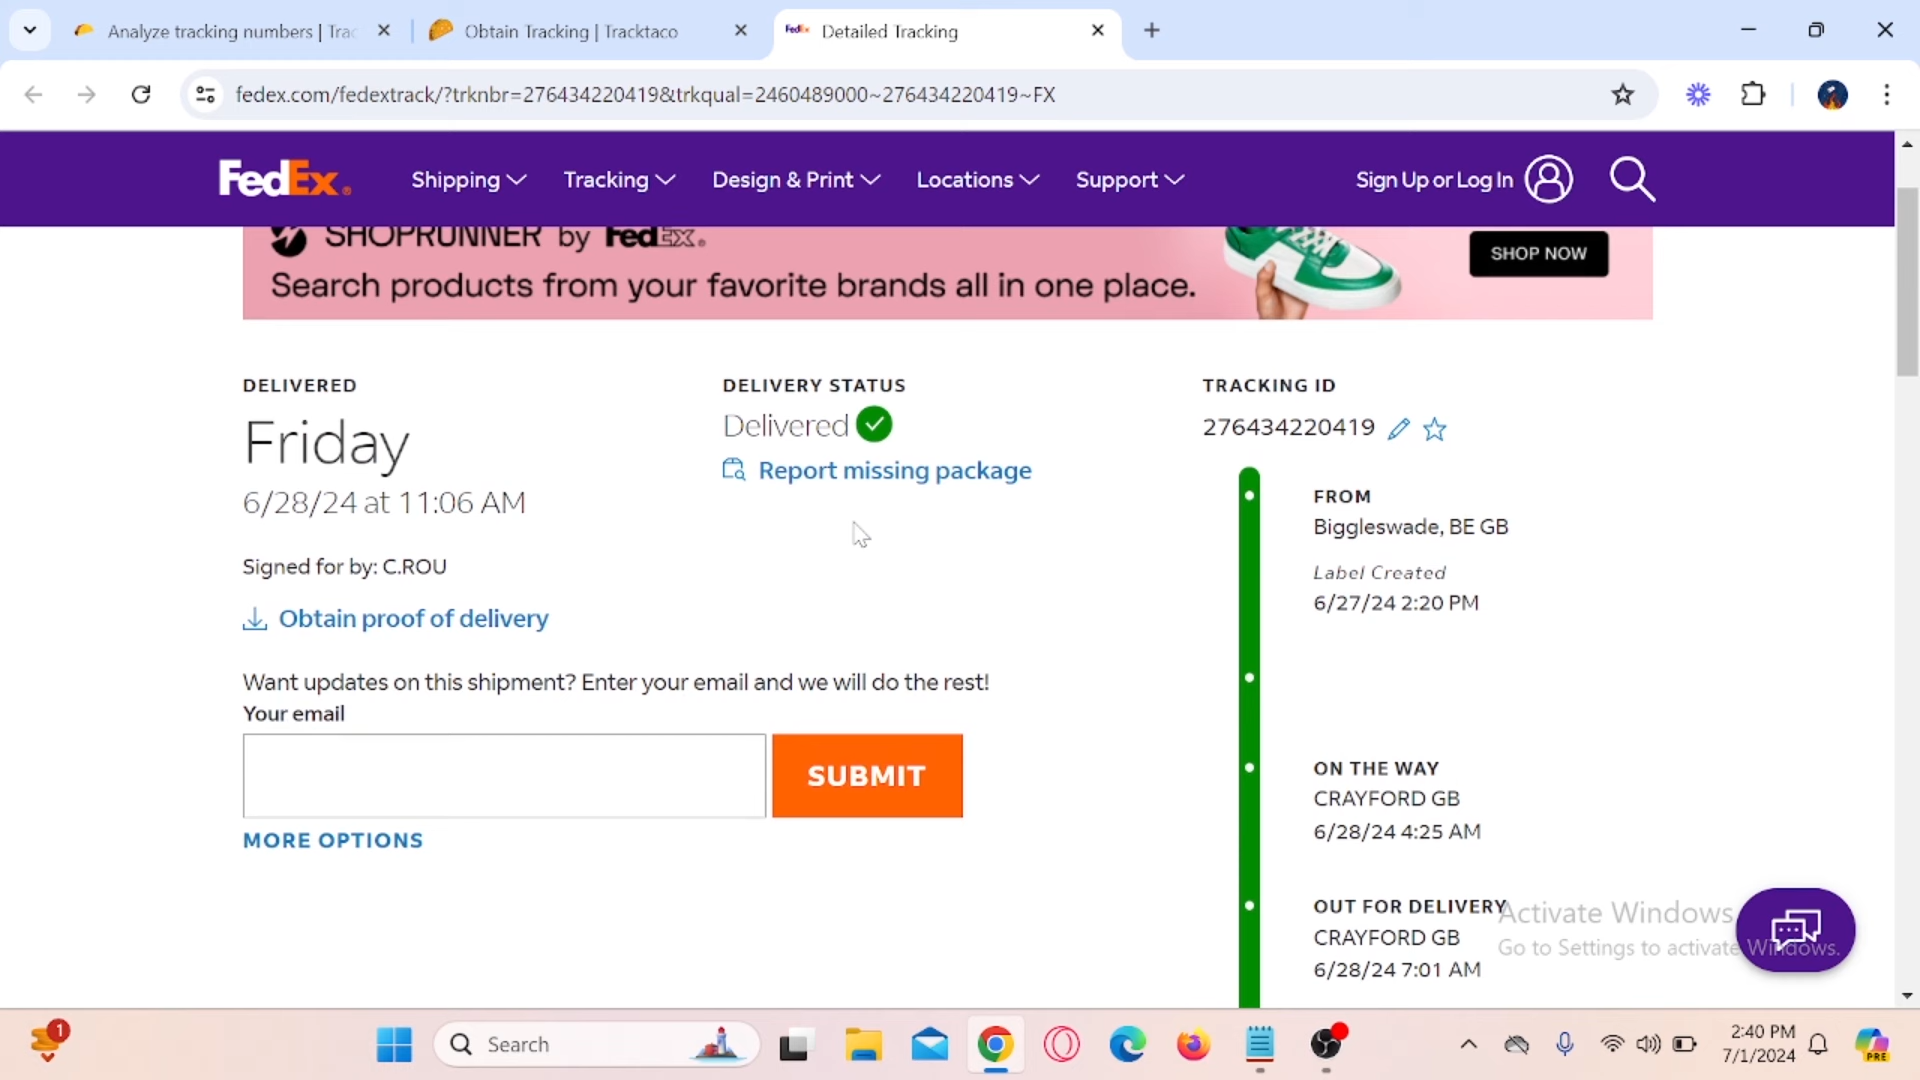 Analyze tracking numbers | Trac
Obtain Tracking | Tracktaco
FedEx
Detailed Tracking
fedex.com/fedextrack/?trknbr=276434220419&trkqual=2460489000~276434220419~FX
FedEx.
Shipping
Tracking
Design & Print
Locations
Support
Sign Up or Log In
SHOPRUNNER by FedEx.
Search products from your favorite brands all in one place.
SHOP NOW
DELIVERED
Friday
6/28/24 at 11:06 AM
Signed for by: C.ROU
Obtain proof of delivery
Want updates on this shipment? Enter your email and we will do the rest!
Your email
SUBMIT
MORE OPTIONS
DELIVERY STATUS
Delivered
Report missing package
TRACKING ID
276434220419
FROM
Biggleswade, BE GB
Label Created
6/27/24 2:20 PM
ON THE WAY
CRAYFORD GB
6/28/24 4:25 AM
OUT FOR DELIVERY
CRAYFORD GB
6/28/24 7:01 AM
Activate Windows
Go to Settings to activate Windows.
1
Search
2:40 PM
7/1/2024
PRE